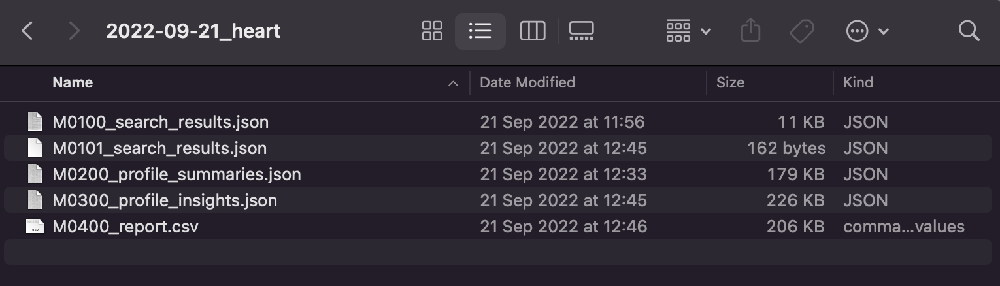 2022-09-21_heart
Name Date Modified Size Kind
M0100_search_results.json 21 Sep 2022 at 11:56 11 KB JSON
M0101_search_results.json 21 Sep 2022 at 12:45 162 bytes JSON
M0200_profile_summaries.json 21 Sep 2022 at 12:33 179 KB JSON
M0300_profile_insights.json 21 Sep 2022 at 12:45 226 KB JSON
M0400_report.csv 21 Sep 2022 at 12:46 206 KB comma...values